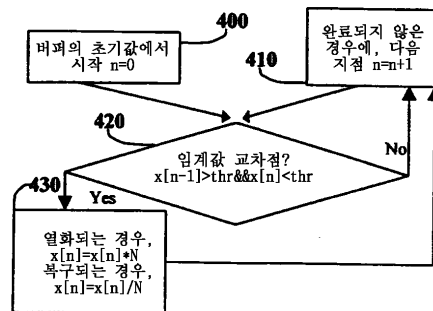 400
버퍼의 초기값에서
시작 n=0
410
완료되지 않은
경우에, 다음
지점 n=n+1
420
임계값 교차점?
x[n-1]>thr&&x[n]<thr
No
Yes
430
열화되는 경우,
x[n]=x[n]*N
복구되는 경우,
x[n]=x[n]/N